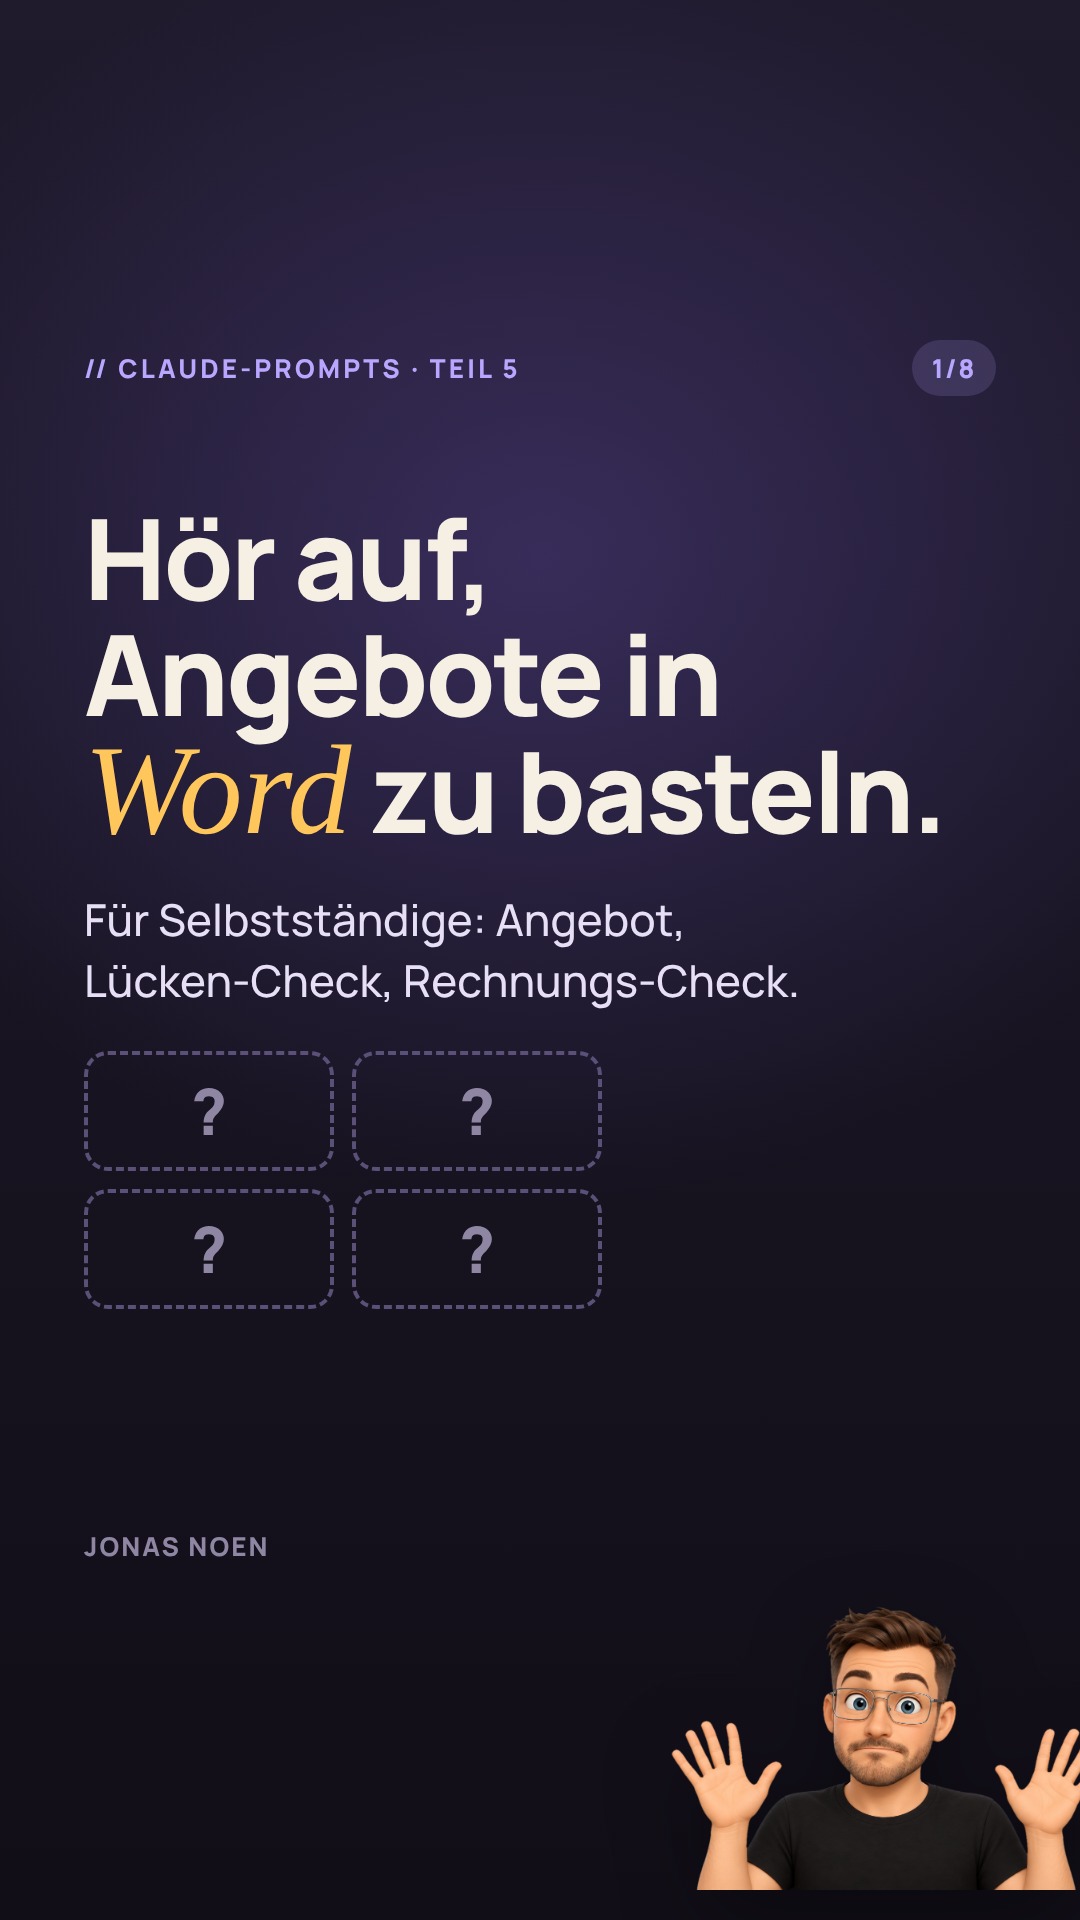 // CLAUDE-PROMPTS · TEIL 5
1/8
Hör auf,
Angebote in
Word zu basteln.
Für Selbstständige: Angebot,
Lücken-Check, Rechnungs-Check.
? ?
? ?
JONAS NOEN